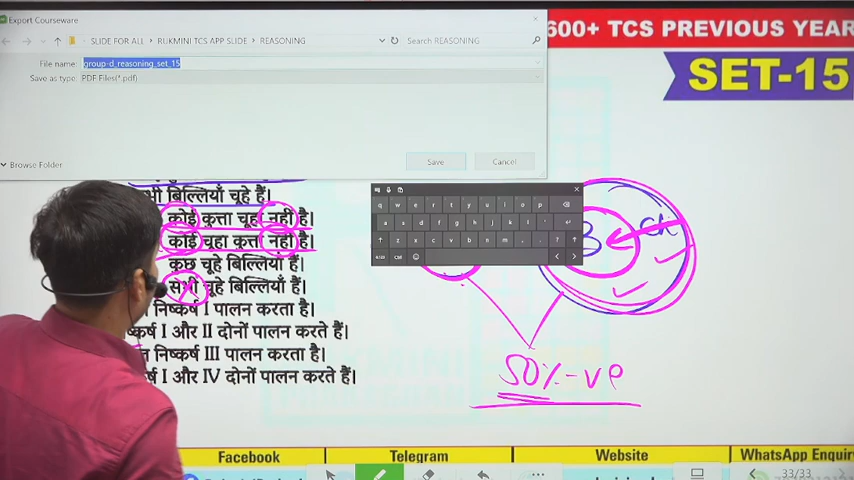 Export Courseware
600+ TCS PREVIOUS YEAR
SLIDE FOR ALL > RUKMINI TCS APP SLIDE > REASONING
Search REASONING
File name: group-d_reasoning_set_15
Save as type: PDF Files(*.pdf)
SET-15
Browse Folder
Save
Cancel
बिल्लियाँ चूहे हैं।
कोई कुत्ता चूहा नहीं है।
कोई चूहा कुत्ता नहीं है।
कुछ चूहे बिल्लियाँ हैं।
सभी चूहे बिल्लियाँ हैं।
निष्कर्ष I पालन करता है।
निष्कर्ष I और II दोनों पालन करते हैं।
निष्कर्ष III पालन करता है।
निष्कर्ष I और IV दोनों पालन करते हैं।
q w e r t y u i o p
a s d f g h j k l '
z x c v b n m , . ?
&123 Ctrl
50%-ve
Facebook
Telegram
Website
WhatsApp Enquiry
33/33